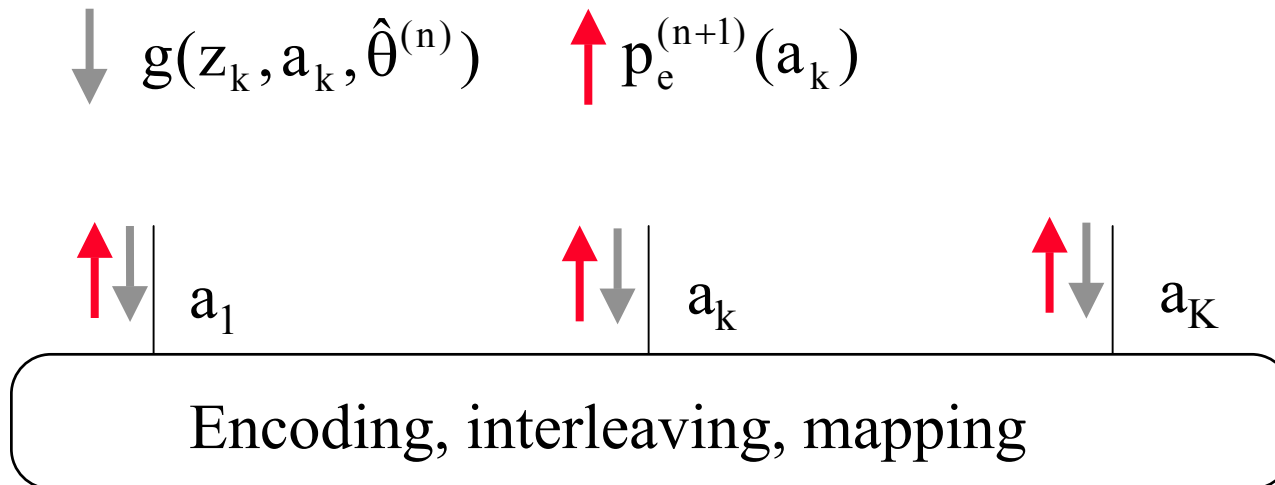 g(z_k, a_k, θ̂^(n)) p_e^(n+1)(a_k)
a_1 a_k a_K
Encoding, interleaving, mapping